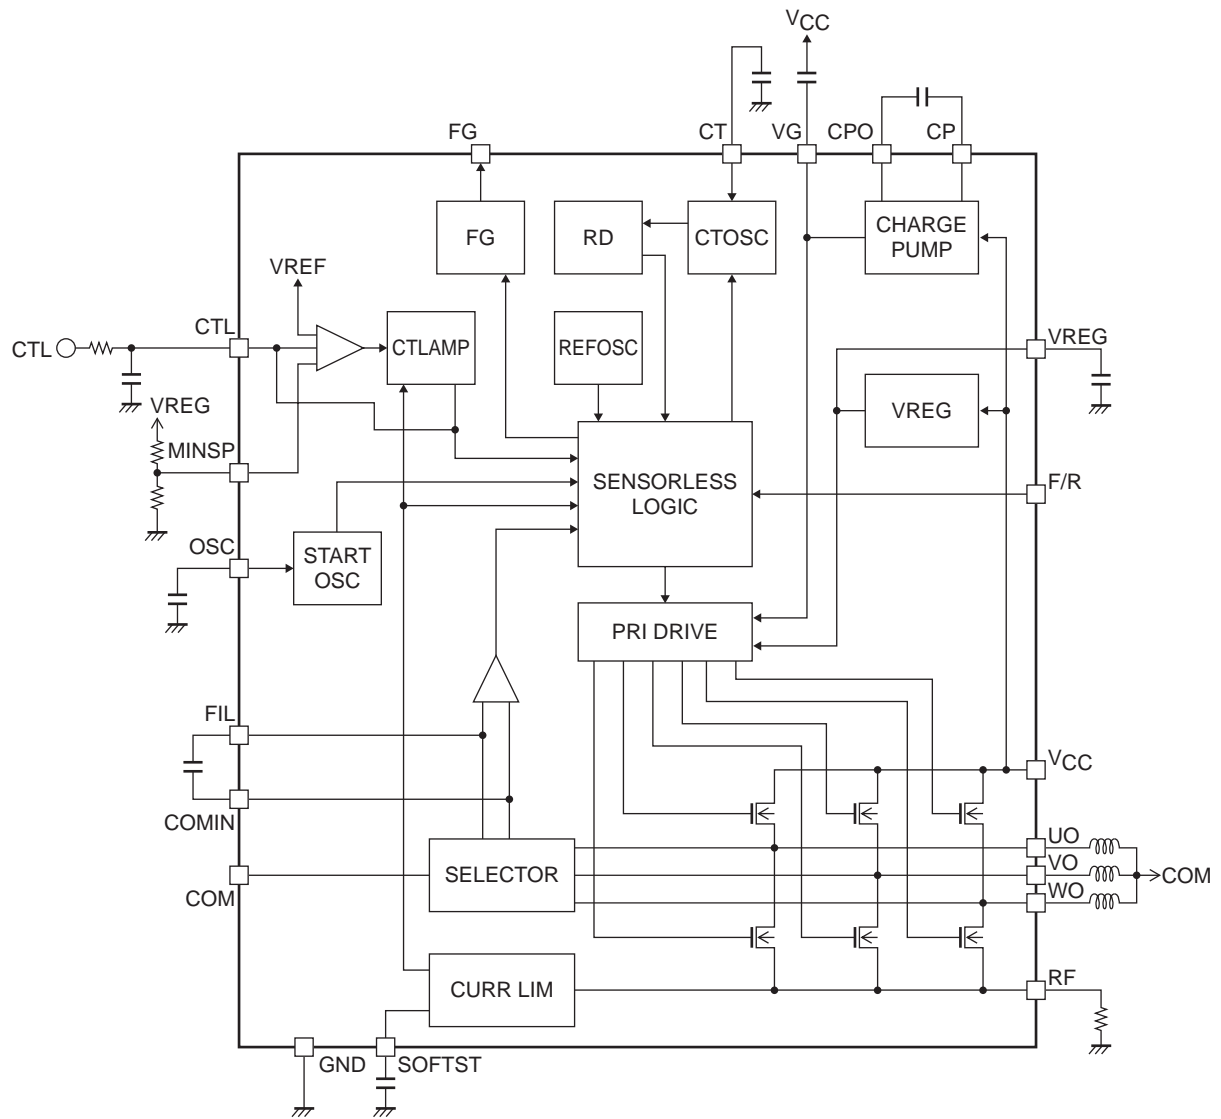 VCC
FG
CT
VG
CPO
CP
FG
RD
CTOSC
CHARGE
PUMP
VREF
CTL
CTL
CTLAMP
REFOSC
VREG
VREG
VREG
MINSP
SENSORLESS
LOGIC
F/R
OSC
START
OSC
PRI DRIVE
FIL
VCC
COMIN
UO
SELECTOR
VO
COM
COM
WO
CURR LIM
RF
GND
SOFTST